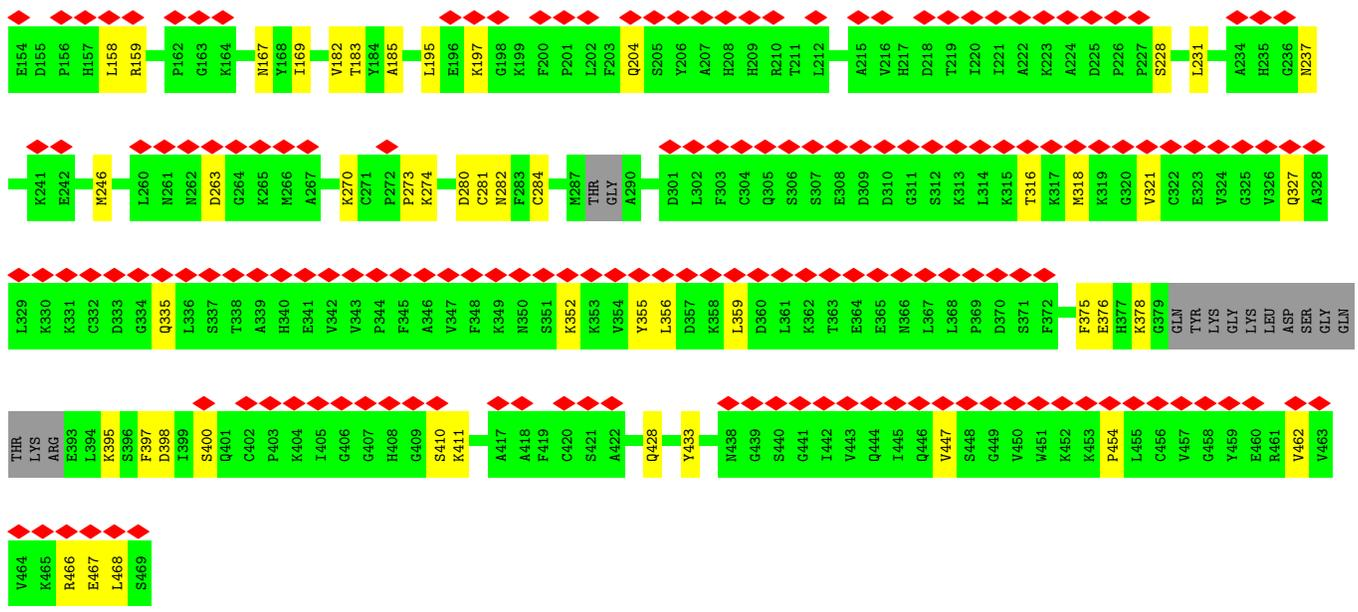 E154 D155 P156 H157 L158 R159 P162 G163 K164 N167 Y168 I169 V182 T183 Y184 A185 L195 E196 K197 G198 K199 F200 P201 L202 F203 Q204 S205 Y206 A207 H208 H209 R210 T211 L212 A215 V216 H217 D218 T219 I220 I221 A222 K223 A224 D225 P226 P227 S228 L231 A234 H235 G236 N237
K241 E242 M246 L260 N261 N262 D263 G264 K265 M266 A267 K270 C271 P272 P273 K274 D280 C281 N282 F283 C284 M287 THR GLY A290 D301 L302 F303 C304 Q305 S306 S307 E308 D309 D310 G311 S312 K313 L314 K315 T316 K317 M318 K319 G320 V321 C322 E323 V324 G325 V326 Q327 A328
L329 K330 K331 C332 D333 G334 Q335 L336 S337 T338 A339 H340 E341 V342 V343 P344 F345 A346 V347 F348 K349 N350 S351 K352 K353 V354 Y355 L356 D357 K358 L359 D360 L361 K362 T363 E364 E365 N366 L367 L368 P369 D370 S371 F372 F375 E376 H377 K378 G379 GLN TYR LYS GLY LYS LEU ASP SER GLY GLN
THR LYS ARG E393 L394 K395 S396 F397 D398 I399 S400 Q401 C402 P403 K404 I405 G406 G407 H408 G409 S410 K411 A417 A418 F419 C420 S421 A422 Q428 Y433 N438 G439 S440 G441 I442 V443 Q444 I445 Q446 V447 S448 G449 V450 W451 K452 K453 P454 L455 C456 V457 G458 Y459 E460 R461 V462 V463
V464 K465 R466 E467 L468 S469